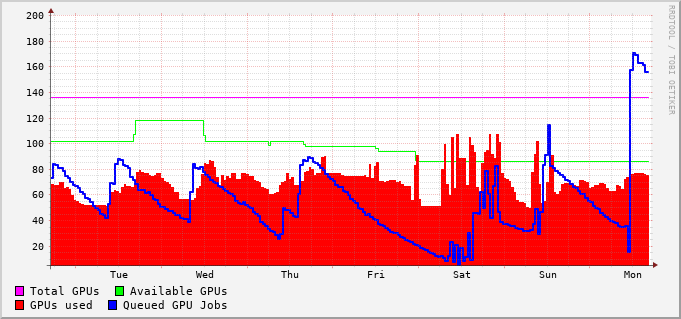 200
180
160
140
120
100
80
60
40
20
Tue Wed Thu Fri Sat Sun Mon
Total GPUs Available GPUs
GPUs used Queued GPU Jobs
RRDTOOL / TOBI OETIKER